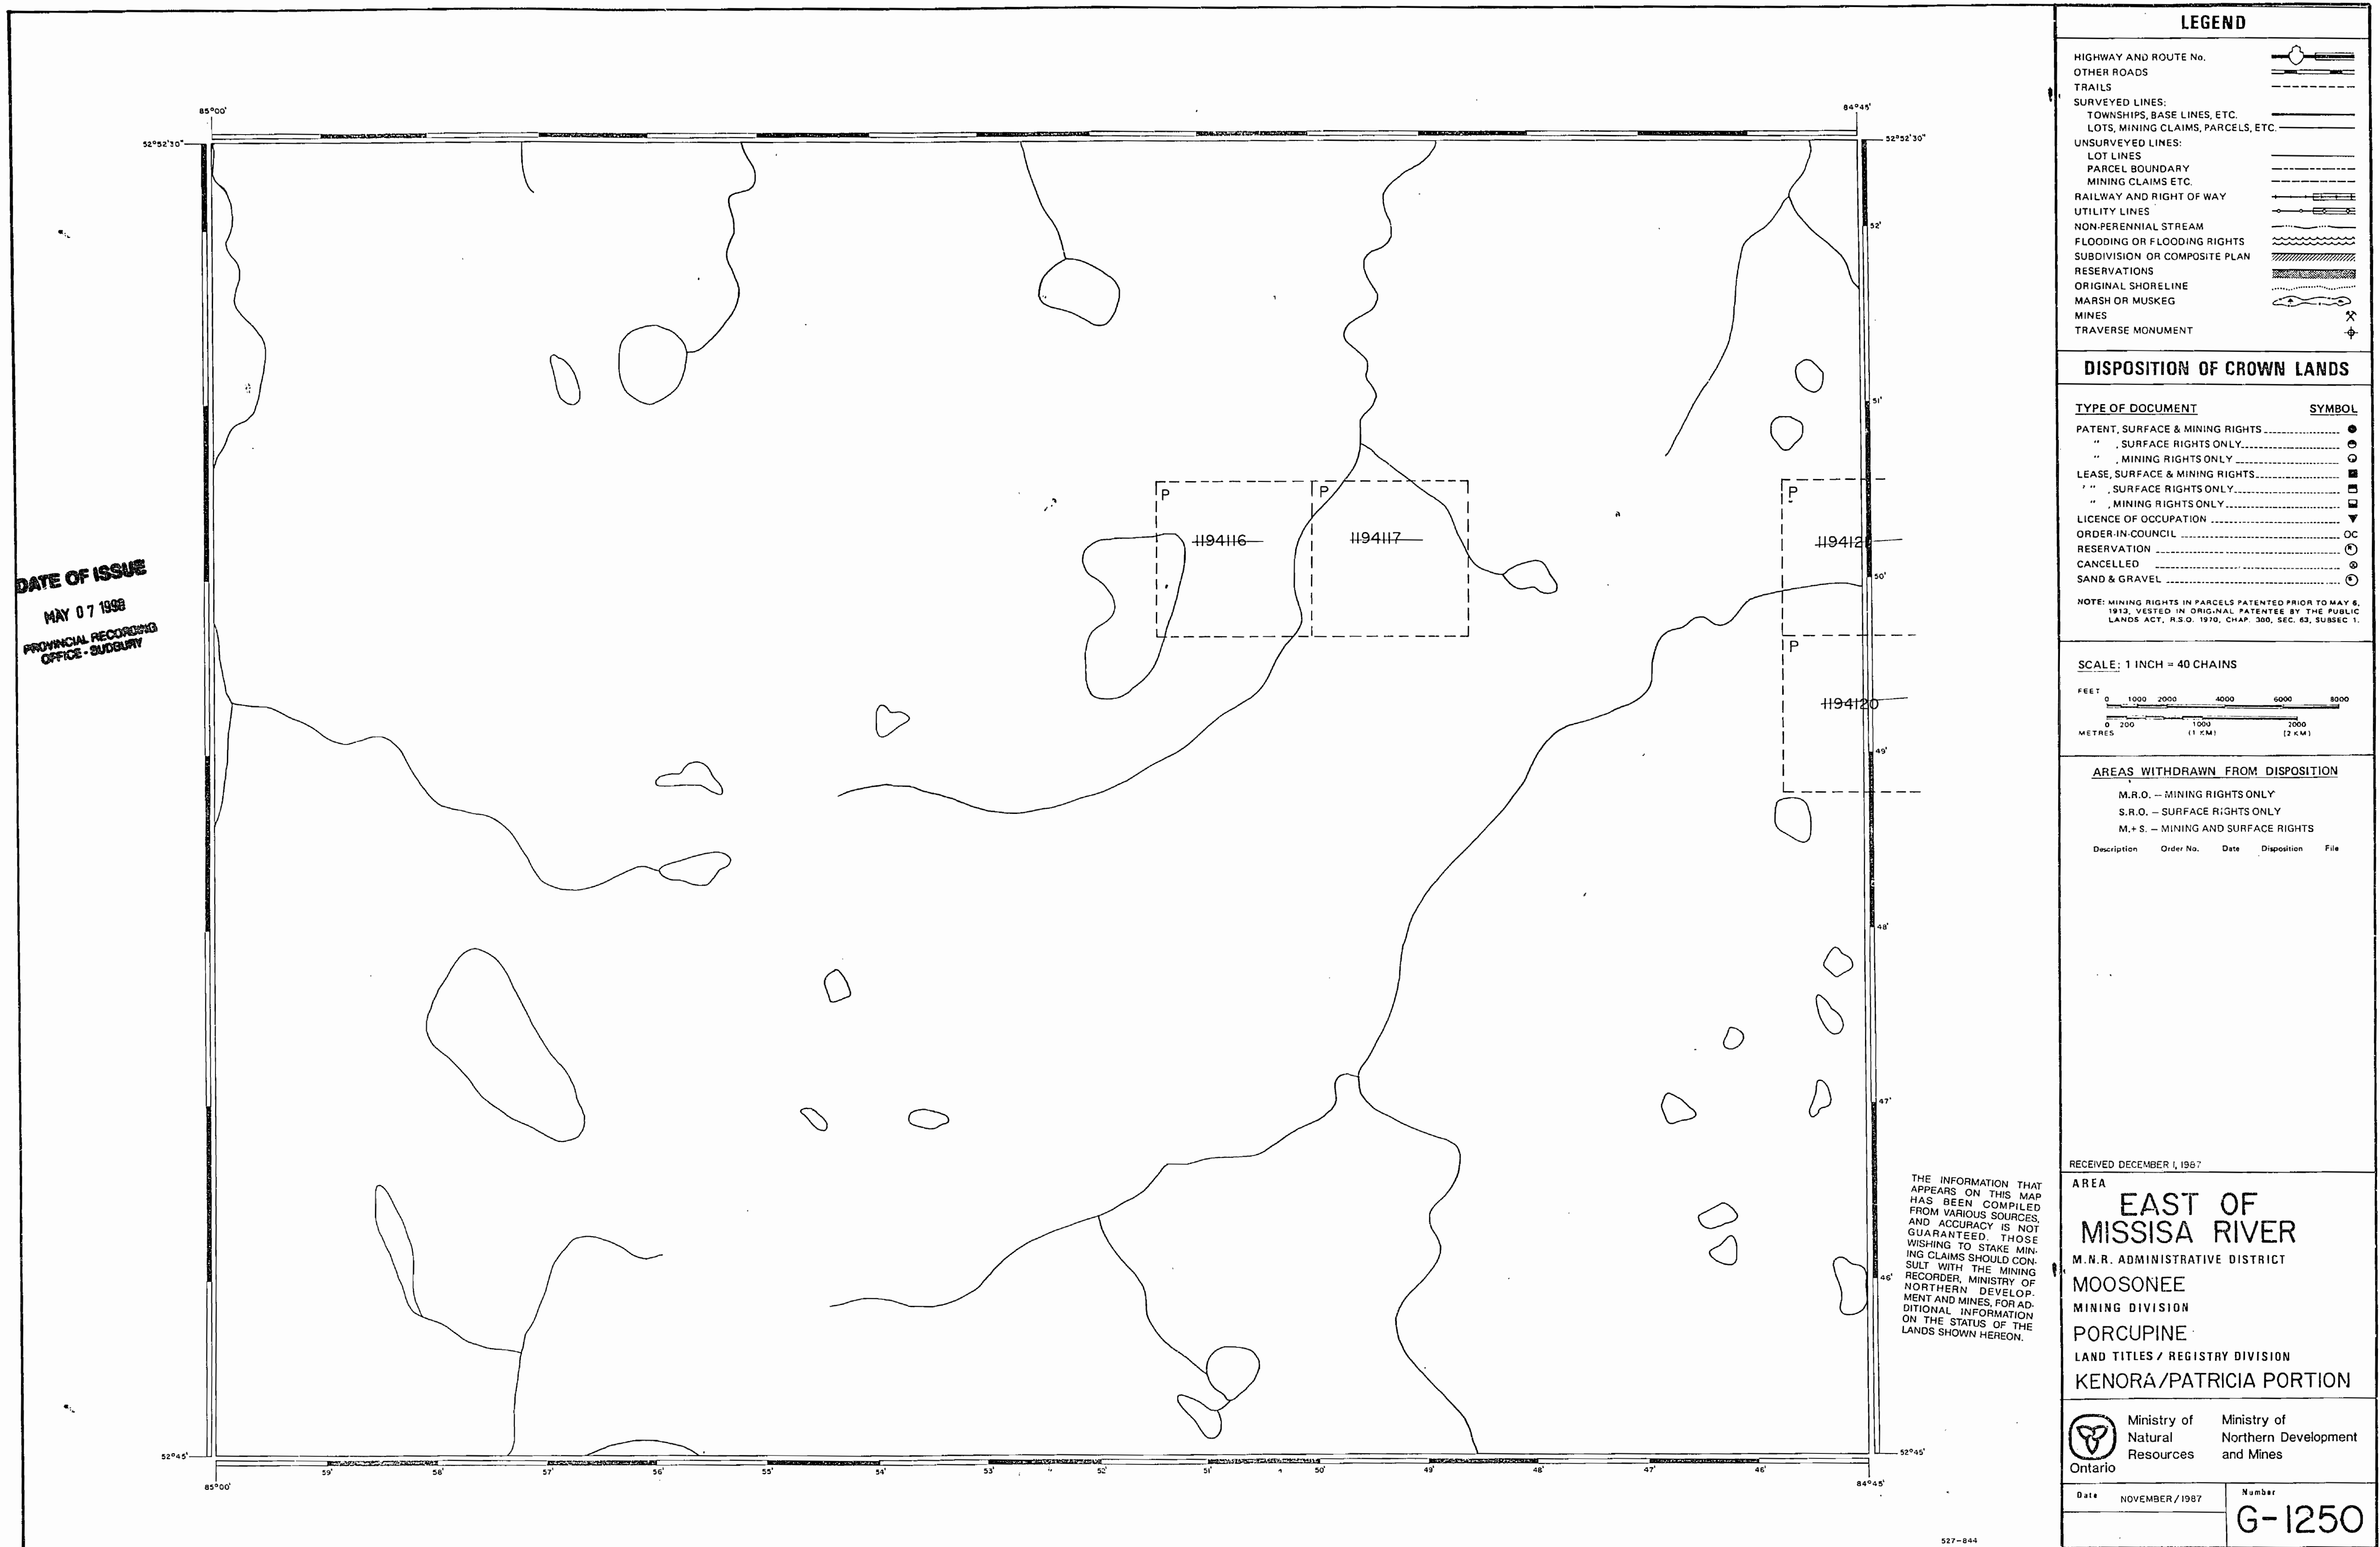 85°00'
84°45'
52°52'30"
52°52'30"
52'
51'
50'
49'
48'
47'
46'
52°45'
52°45'
85°00'
59'
58'
57'
56'
55'
54'
53'
52'
51'
50'
49'
48'
47'
46'
84°45'
P
1194116
P
1194117
P
119412
P
1194120
DATE OF ISSUE
MAY 07 1998
PROVINCIAL RECORDING
OFFICE - SUDBURY
THE INFORMATION THAT
APPEARS ON THIS MAP
HAS BEEN COMPILED
FROM VARIOUS SOURCES,
AND ACCURACY IS NOT
GUARANTEED. THOSE
WISHING TO STAKE MIN-
ING CLAIMS SHOULD CON-
SULT WITH THE MINING
RECORDER, MINISTRY OF
NORTHERN DEVELOP-
MENT AND MINES, FOR AD-
DITIONAL INFORMATION
ON THE STATUS OF THE
LANDS SHOWN HEREON.
527-844
LEGEND
HIGHWAY AND ROUTE No.
OTHER ROADS
TRAILS
SURVEYED LINES:
TOWNSHIPS, BASE LINES, ETC.
LOTS, MINING CLAIMS, PARCELS, ETC.
UNSURVEYED LINES:
LOT LINES
PARCEL BOUNDARY
MINING CLAIMS ETC.
RAILWAY AND RIGHT OF WAY
UTILITY LINES
NON-PERENNIAL STREAM
FLOODING OR FLOODING RIGHTS
SUBDIVISION OR COMPOSITE PLAN
RESERVATIONS
ORIGINAL SHORELINE
MARSH OR MUSKEG
MINES
TRAVERSE MONUMENT
DISPOSITION OF CROWN LANDS
TYPE OF DOCUMENT SYMBOL
PATENT, SURFACE & MINING RIGHTS
" , SURFACE RIGHTS ONLY
" , MINING RIGHTS ONLY
LEASE, SURFACE & MINING RIGHTS
" , SURFACE RIGHTS ONLY
" , MINING RIGHTS ONLY
LICENCE OF OCCUPATION
ORDER-IN-COUNCIL OC
RESERVATION
CANCELLED
SAND & GRAVEL
NOTE: MINING RIGHTS IN PARCELS PATENTED PRIOR TO MAY 6,
1913, VESTED IN ORIGINAL PATENTEE BY THE PUBLIC
LANDS ACT, R.S.O. 1970, CHAP. 380, SEC. 63, SUBSEC 1.
SCALE: 1 INCH = 40 CHAINS
FEET
0 1000 2000 4000 6000 8000
0 200 1000 2000
METRES (1 KM) (2 KM)
AREAS WITHDRAWN FROM DISPOSITION
M.R.O. – MINING RIGHTS ONLY
S.R.O. – SURFACE RIGHTS ONLY
M.+ S. – MINING AND SURFACE RIGHTS
Description Order No. Date Disposition File
RECEIVED DECEMBER 1, 1987
AREA
EAST OF
MISSISA RIVER
M.N.R. ADMINISTRATIVE DISTRICT
MOOSONEE
MINING DIVISION
PORCUPINE
LAND TITLES / REGISTRY DIVISION
KENORA/PATRICIA PORTION
Ministry of
Natural
Resources
Ministry of
Northern Development
and Mines
Ontario
Date NOVEMBER/1987
Number
G-1250